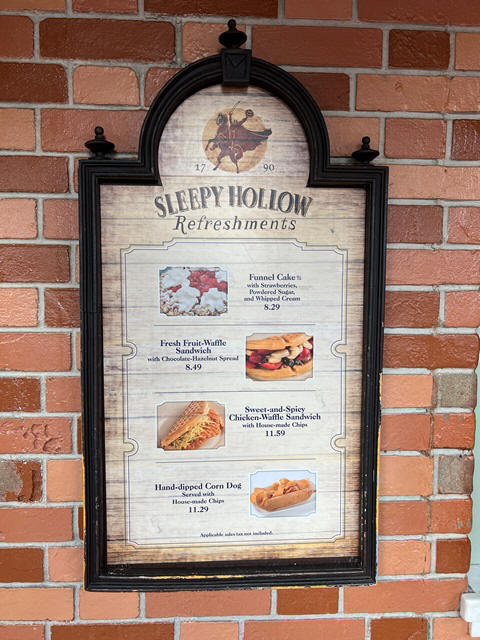 17 90
SLEEPY HOLLOW
Refreshments
Funnel Cake
with Strawberries,
Powdered Sugar,
and Whipped Cream
8.29
Fresh Fruit-Waffle
Sandwich
with Chocolate-Hazelnut Spread
8.49
Sweet-and-Spicy
Chicken-Waffle Sandwich
with House-made Chips
11.59
Hand-dipped Corn Dog
Served with
House-made Chips
11.29
Applicable sales tax not included.